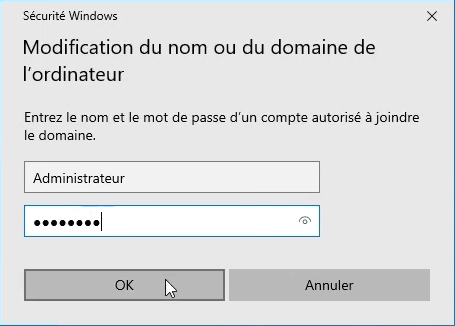 Sécurité Windows
Modification du nom ou du domaine de
l’ordinateur
Entrez le nom et le mot de passe d’un compte autorisé à joindre
le domaine.
Administrateur
●●●●●●●●
OK
Annuler